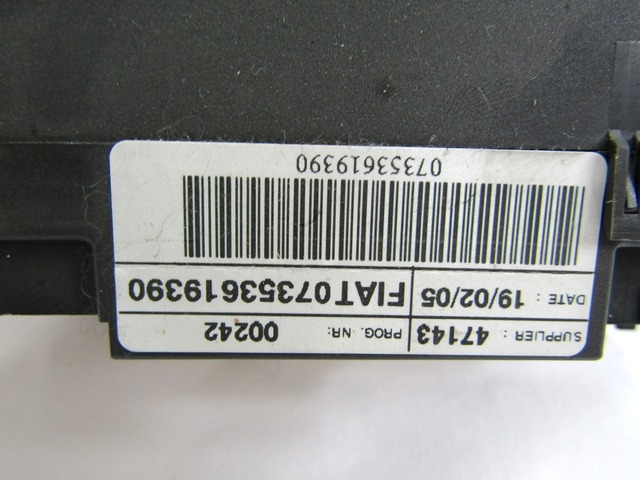 SUPPLIER : 47143 PROG. NR: 00242
DATE : 19/02/05 FIAT07353619390
07353619390